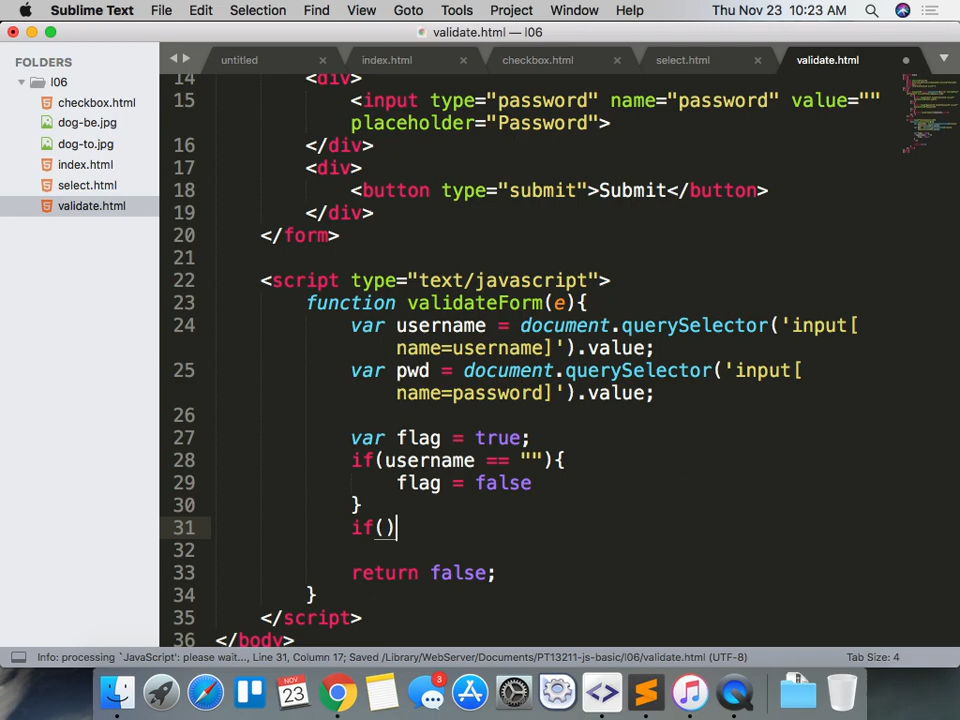 Sublime Text File Edit Selection Find View Goto Tools Project Window Help Thu Nov 23 10:23 AM
validate.html — l06
FOLDERS
l06
checkbox.html
dog-be.jpg
dog-to.jpg
index.html
select.html
validate.html
untitled × index.html × checkbox.html × select.html × validate.html
14 <div>
15 <input type="password" name="password" value=""
placeholder="Password">
16 </div>
17 <div>
18 <button type="submit">Submit</button>
19 </div>
20 </form>
21
22 <script type="text/javascript">
23 function validateForm(e){
24 var username = document.querySelector('input[
name=username]').value;
25 var pwd = document.querySelector('input[
name=password]').value;
26
27 var flag = true;
28 if(username == ""){
29 flag = false
30 }
31 if()
32
33 return false;
34 }
35 </script>
36 </body>
Info: processing `JavaScript': please wait..., Line 31, Column 17; Saved /Library/WebServer/Documents/PT13211-js-basic/l06/validate.html (UTF-8) Tab Size: 4
NOV
23
3